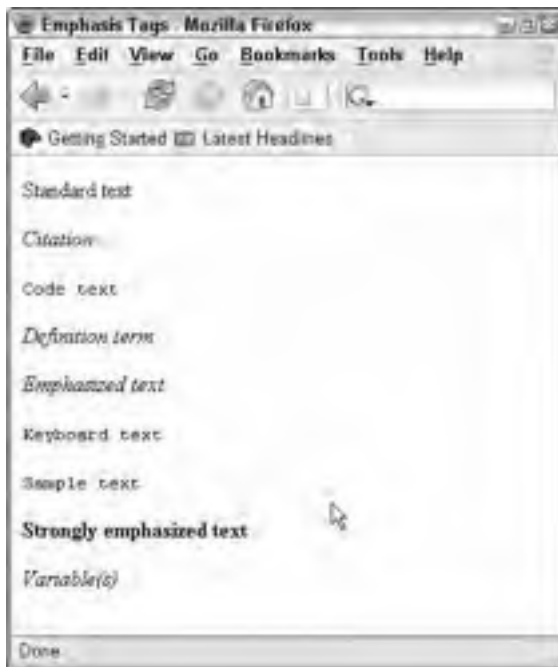 Emphasis Tags - Mozilla Firefox
File Edit View Go Bookmarks Tools Help
G
Getting Started Latest Headlines
Standard text
Citation
Code text
Definition term
Emphasized text
Keyboard text
Sample text
Strongly emphasized text
Variable(s)
Done